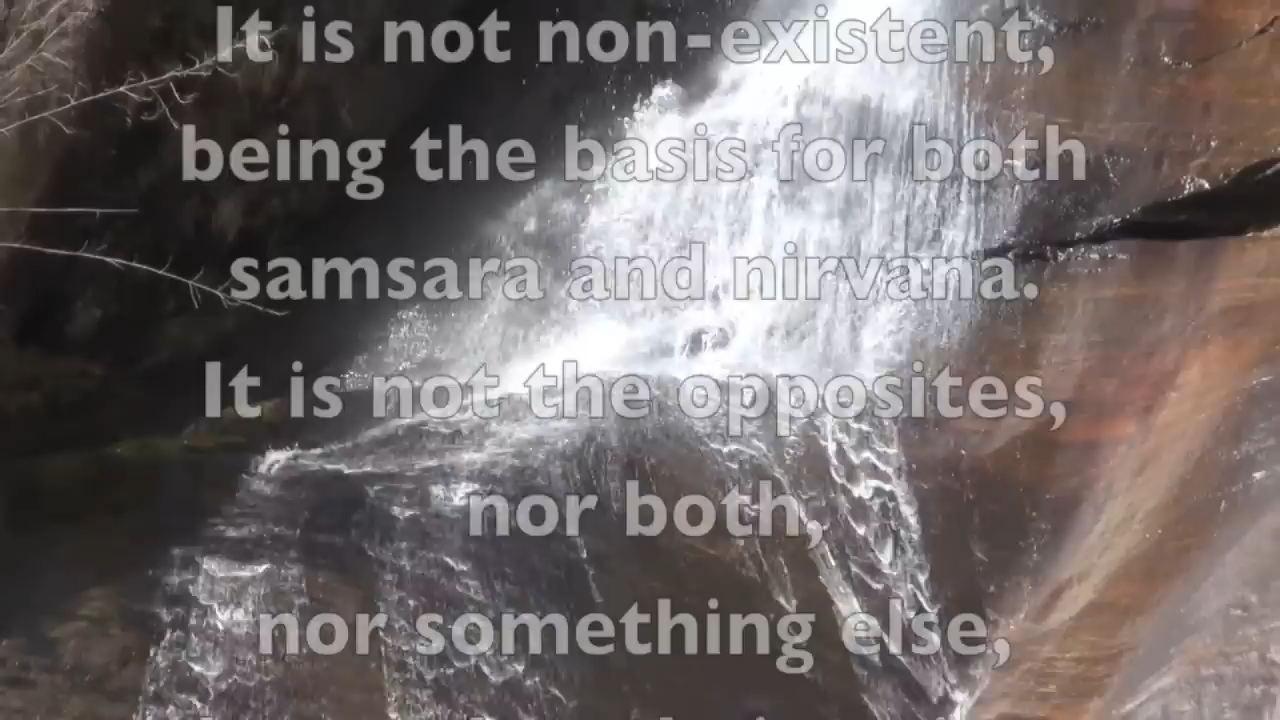 It is not non-existent,
being the basis for both
samsara and nirvana.
It is not the opposites,
nor both,
nor something else,